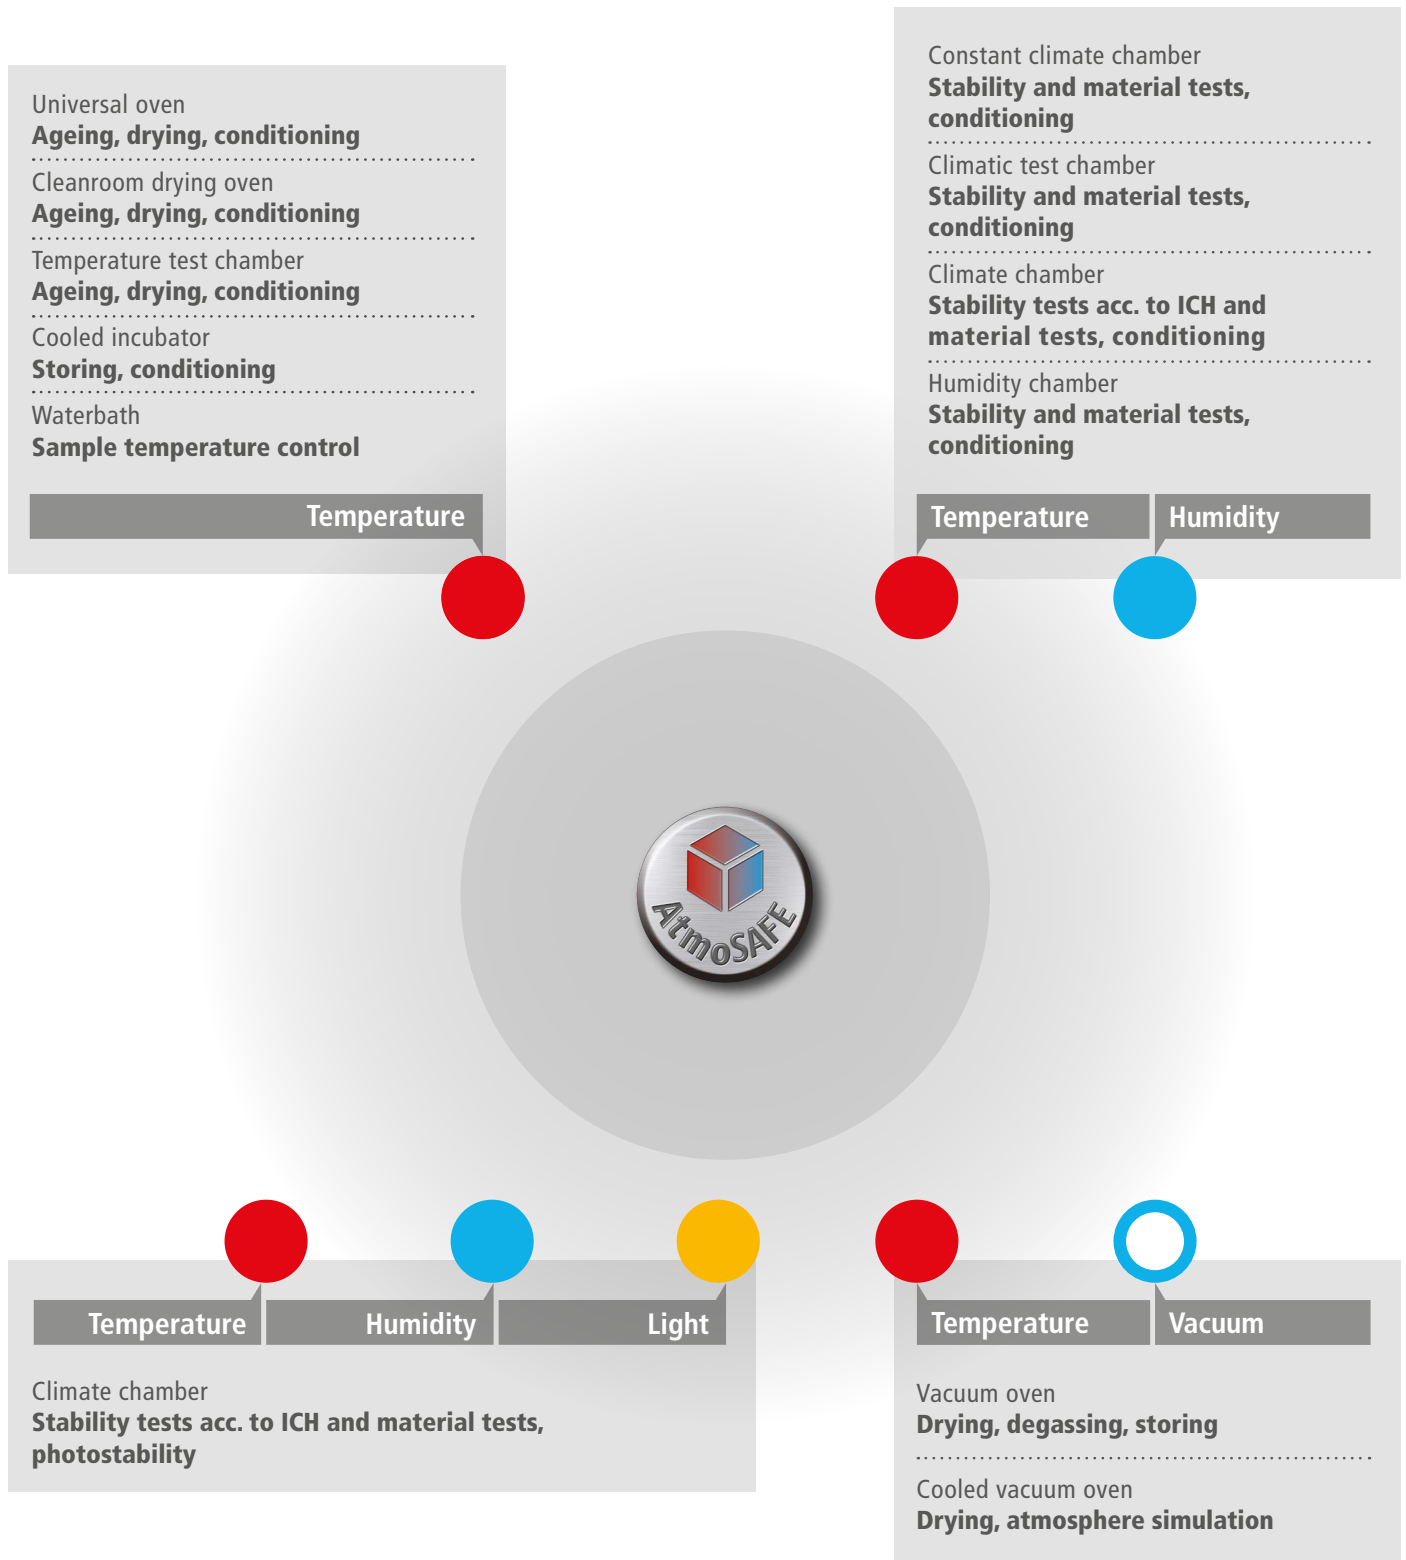 Universal oven
Ageing, drying, conditioning
Cleanroom drying oven
Ageing, drying, conditioning
Temperature test chamber
Ageing, drying, conditioning
Cooled incubator
Storing, conditioning
Waterbath
Sample temperature control
Temperature
Constant climate chamber
Stability and material tests,
conditioning
Climatic test chamber
Stability and material tests,
conditioning
Climate chamber
Stability tests acc. to ICH and
material tests, conditioning
Humidity chamber
Stability and material tests,
conditioning
Temperature
Humidity
AtmoSAFE
Temperature
Humidity
Light
Climate chamber
Stability tests acc. to ICH and material tests,
photostability
Temperature
Vacuum
Vacuum oven
Drying, degassing, storing
Cooled vacuum oven
Drying, atmosphere simulation